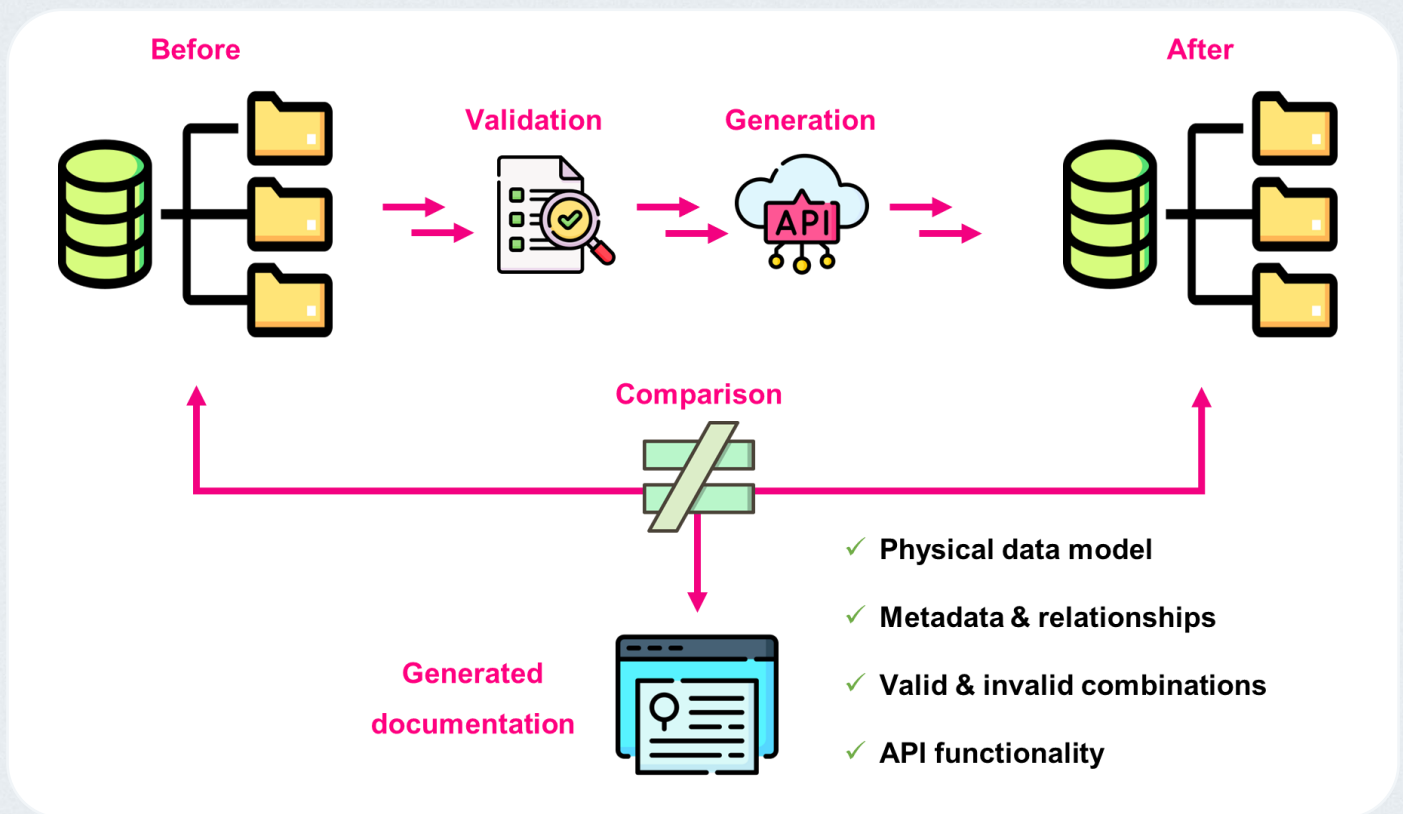 Before
After
Validation
Generation
API
Comparison
Physical data model
Metadata & relationships
Generated
documentation
Valid & invalid combinations
API functionality